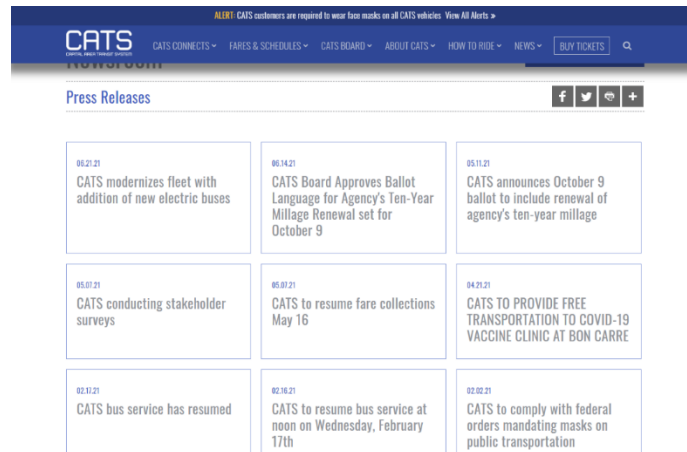 ALERT: CATS customers are required to wear face masks on all CATS vehicles View All Alerts »
CATS
CAPITAL AREA TRANSIT SYSTEM
CATS CONNECTS FARES & SCHEDULES CATS BOARD ABOUT CATS HOW TO RIDE NEWS BUY TICKETS
Newsroom
Press Releases
06.21.21
CATS modernizes fleet with
addition of new electric buses
06.14.21
CATS Board Approves Ballot
Language for Agency's Ten-Year
Millage Renewal set for
October 9
05.11.21
CATS announces October 9
ballot to include renewal of
agency's ten-year millage
05.07.21
CATS conducting stakeholder
surveys
05.07.21
CATS to resume fare collections
May 16
04.21.21
CATS TO PROVIDE FREE
TRANSPORTATION TO COVID-19
VACCINE CLINIC AT BON CARRE
02.17.21
CATS bus service has resumed
02.16.21
CATS to resume bus service at
noon on Wednesday, February
17th
02.02.21
CATS to comply with federal
orders mandating masks on
public transportation